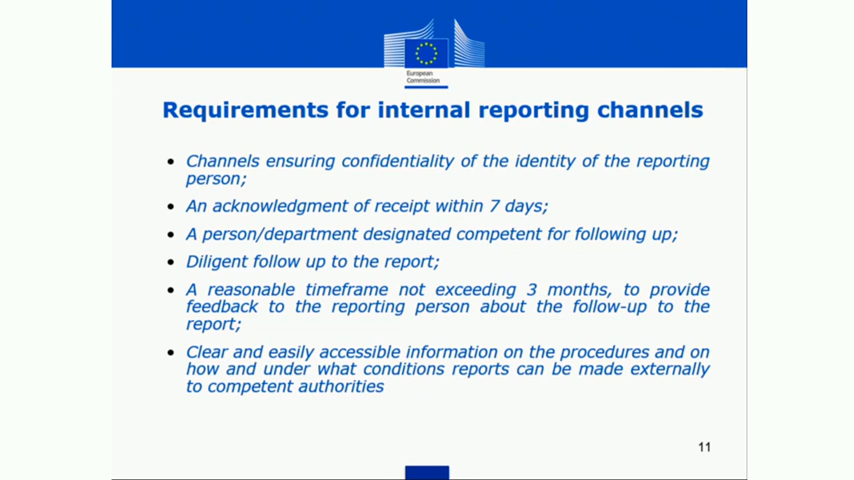 European
Commission
Requirements for internal reporting channels
• Channels ensuring confidentiality of the identity of the reporting
person;
• An acknowledgment of receipt within 7 days;
• A person/department designated competent for following up;
• Diligent follow up to the report;
• A reasonable timeframe not exceeding 3 months, to provide
feedback to the reporting person about the follow-up to the
report;
• Clear and easily accessible information on the procedures and on
how and under what conditions reports can be made externally
to competent authorities
11